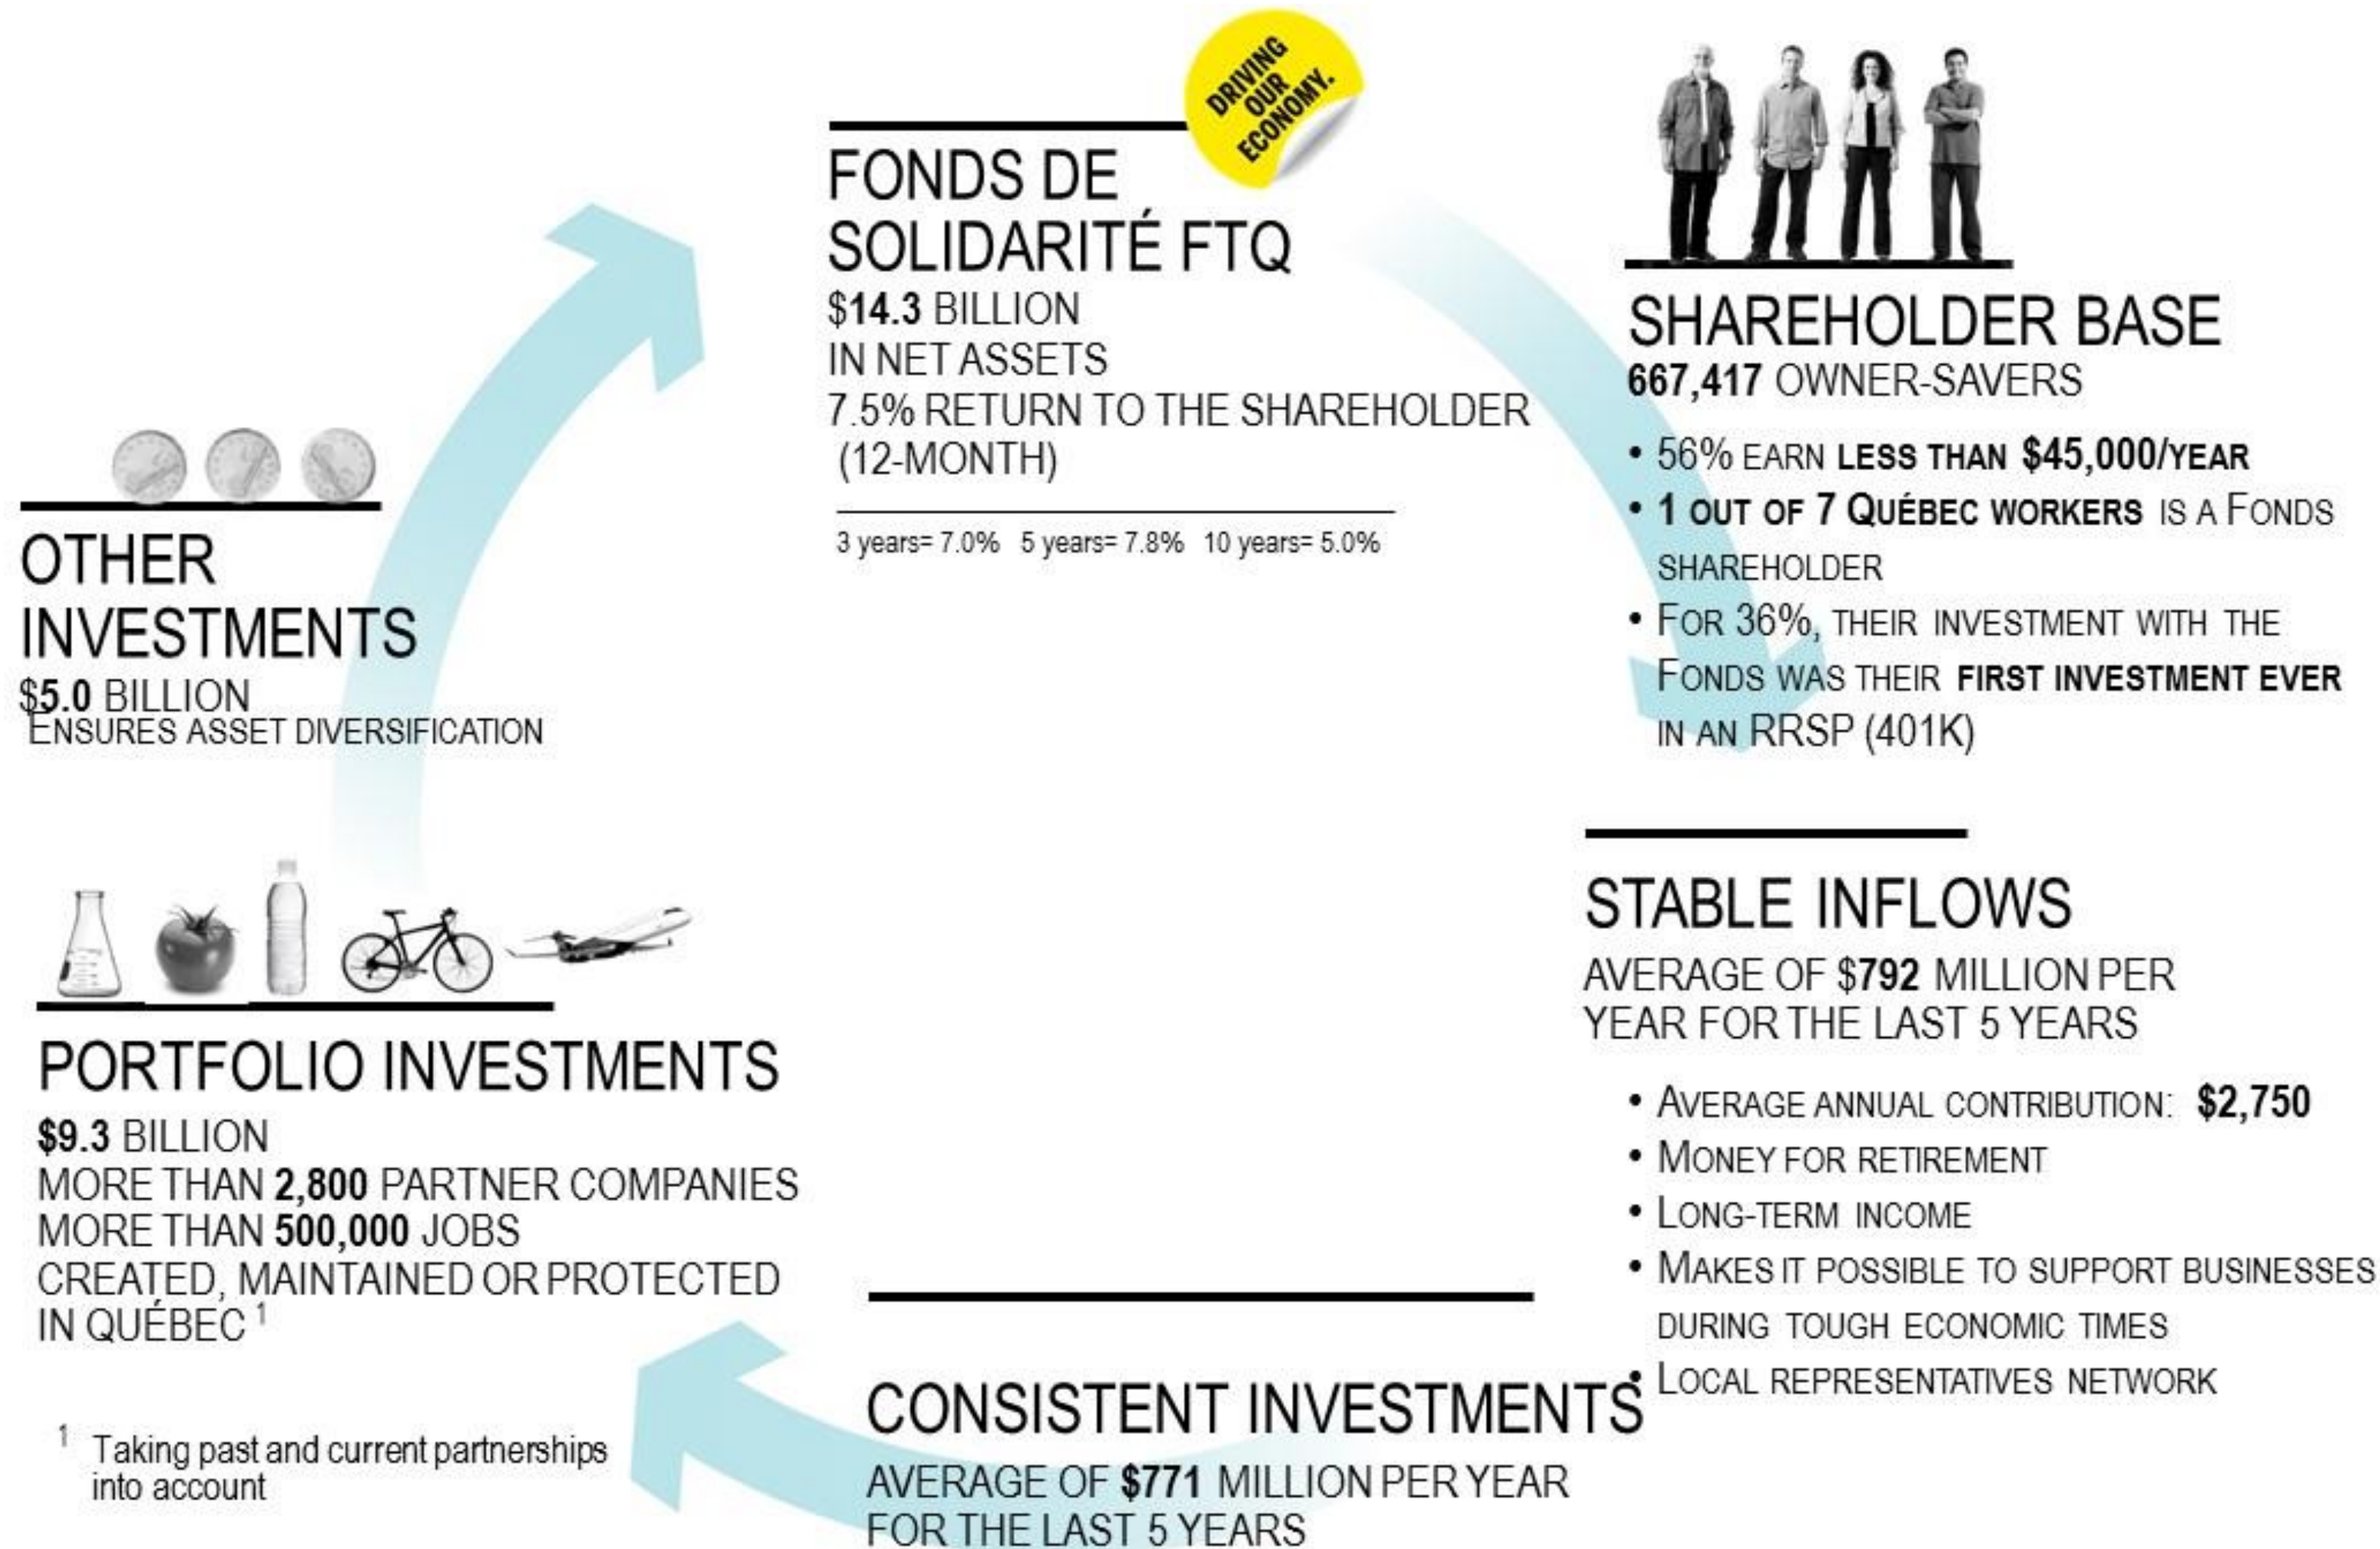 DRIVING
OUR
ECONOMY.
FONDS DE
SOLIDARITÉ FTQ
$14.3 BILLION
IN NET ASSETS
7.5% RETURN TO THE SHAREHOLDER
(12-MONTH)
3 years= 7.0% 5 years= 7.8% 10 years= 5.0%
SHAREHOLDER BASE
667,417 OWNER-SAVERS
• 56% EARN LESS THAN $45,000/YEAR
• 1 OUT OF 7 QUÉBEC WORKERS IS A FONDS
SHAREHOLDER
• FOR 36%, THEIR INVESTMENT WITH THE
FONDS WAS THEIR FIRST INVESTMENT EVER
IN AN RRSP (401K)
STABLE INFLOWS
AVERAGE OF $792 MILLION PER
YEAR FOR THE LAST 5 YEARS
• AVERAGE ANNUAL CONTRIBUTION: $2,750
• MONEY FOR RETIREMENT
• LONG-TERM INCOME
• MAKES IT POSSIBLE TO SUPPORT BUSINESSES
DURING TOUGH ECONOMIC TIMES
• LOCAL REPRESENTATIVES NETWORK
CONSISTENT INVESTMENTS
AVERAGE OF $771 MILLION PER YEAR
FOR THE LAST 5 YEARS
PORTFOLIO INVESTMENTS
$9.3 BILLION
MORE THAN 2,800 PARTNER COMPANIES
MORE THAN 500,000 JOBS
CREATED, MAINTAINED OR PROTECTED
IN QUÉBEC 1
1 Taking past and current partnerships
into account
OTHER
INVESTMENTS
$5.0 BILLION
ENSURES ASSET DIVERSIFICATION